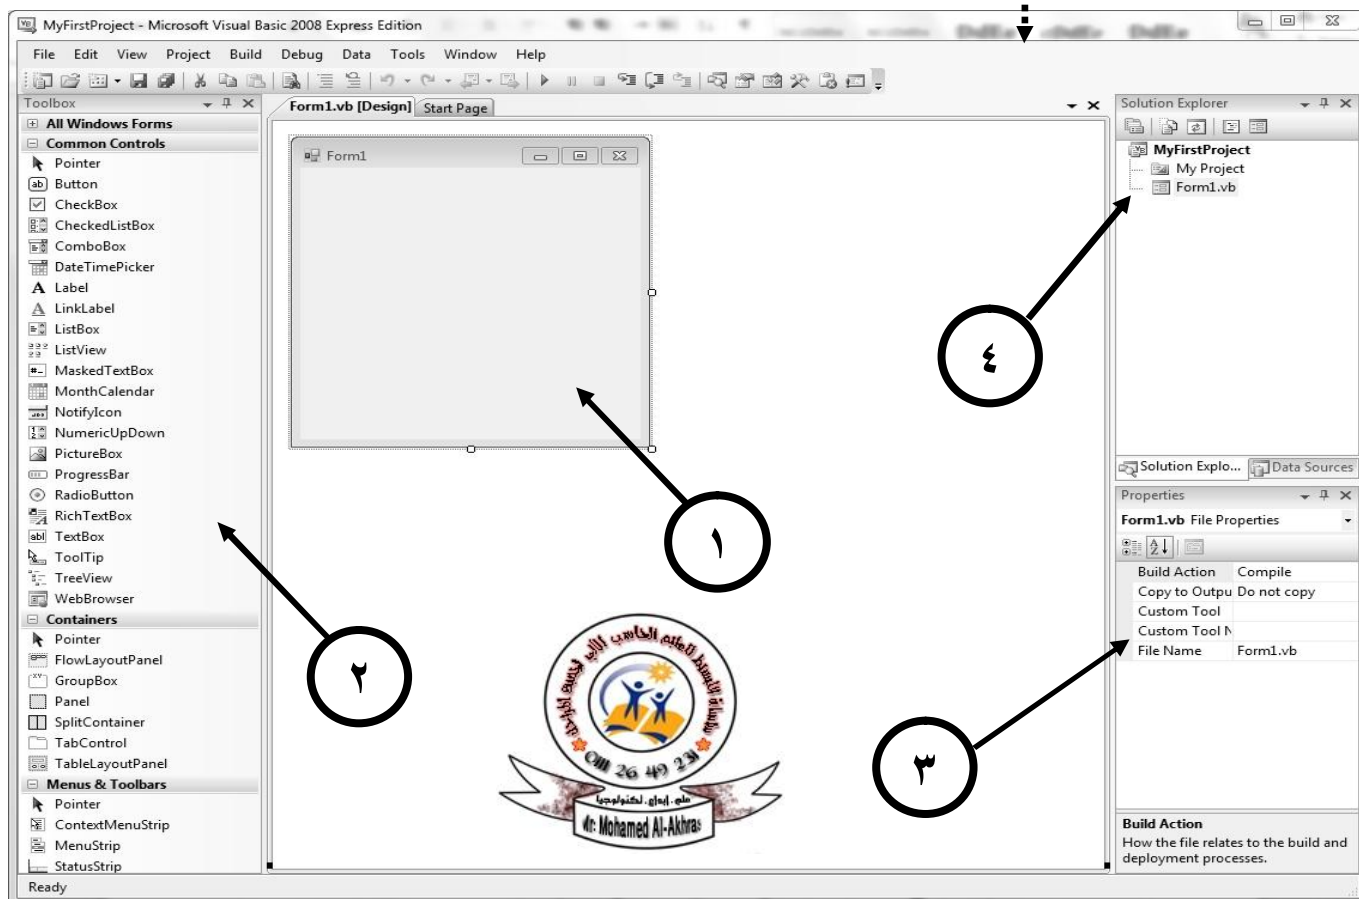 MyFirstProject - Microsoft Visual Basic 2008 Express Edition
File Edit View Project Build Debug Data Tools Window Help
Toolbox
All Windows Forms
Common Controls
Pointer
Button
CheckBox
CheckedListBox
ComboBox
DateTimePicker
Label
LinkLabel
ListBox
ListView
MaskedTextBox
MonthCalendar
NotifyIcon
NumericUpDown
PictureBox
ProgressBar
RadioButton
RichTextBox
TextBox
ToolTip
TreeView
WebBrowser
Containers
Pointer
FlowLayoutPanel
GroupBox
Panel
SplitContainer
TabControl
TableLayoutPanel
Menus & Toolbars
Pointer
ContextMenuStrip
MenuStrip
StatusStrip
Form1.vb [Design] Start Page
Form1
١
٢
٣
٤
0111 26 49 231
علم. إبداع. تكنولوجيا
Mr: Mohamed Al-Akhras
Solution Explorer
MyFirstProject
My Project
Form1.vb
Solution Explo... Data Sources
Properties
Form1.vb File Properties
Build Action Compile
Copy to Outpu Do not copy
Custom Tool
Custom Tool N
File Name Form1.vb
Build Action
How the file relates to the build and
deployment processes.
Ready